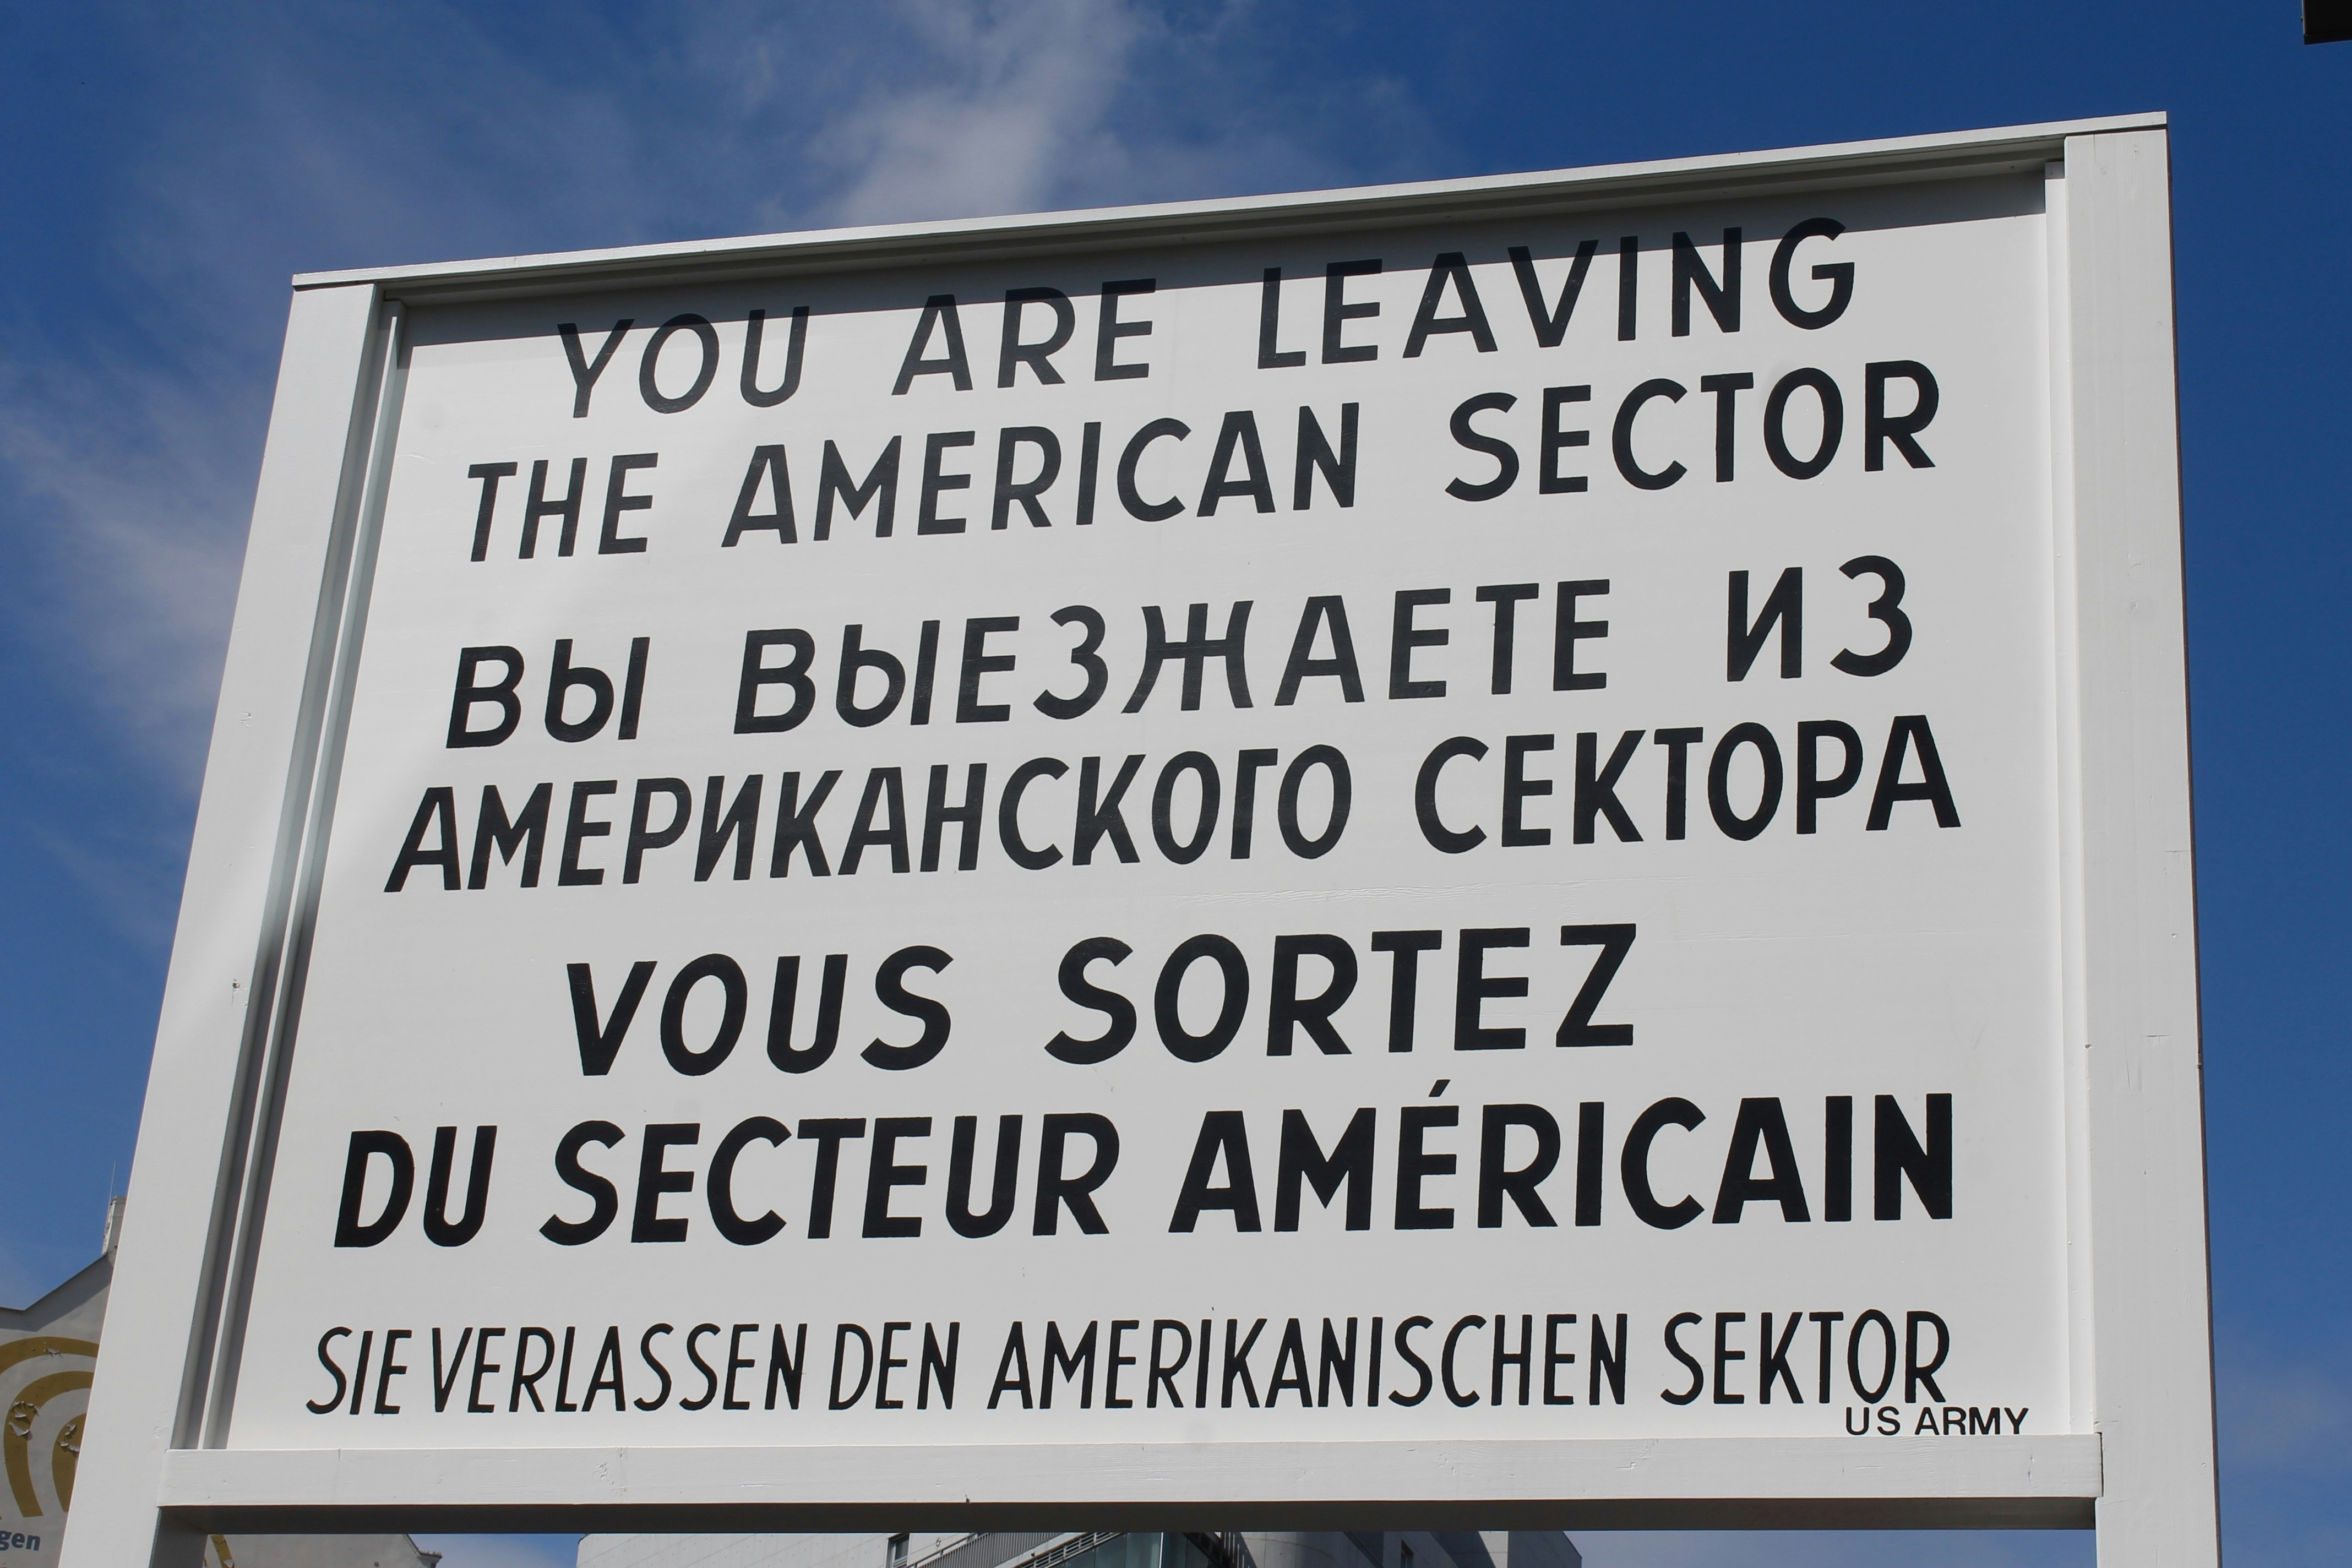 YOU ARE LEAVING
THE AMERICAN SECTOR
ВЫ ВЫЕЗЖАЕТЕ ИЗ
АМЕРИКАНСКОГО СЕКТОРА
VOUS SORTEZ
DU SECTEUR AMÉRICAIN
SIE VERLASSEN DEN AMERIKANISCHEN SEKTOR
US ARMY